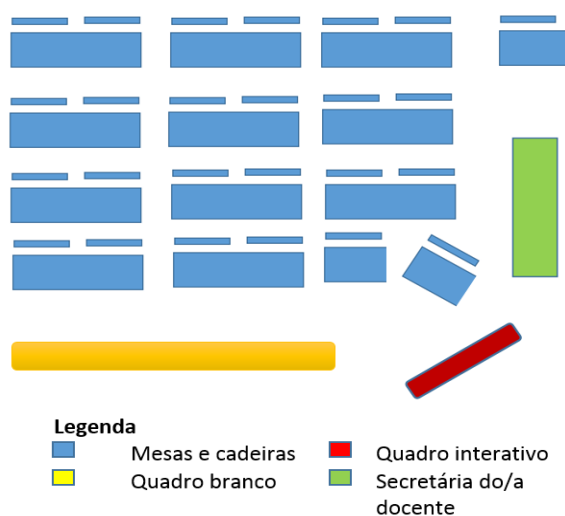 Legenda
Mesas e cadeiras
Quadro interativo
Quadro branco
Secretária do/a
docente